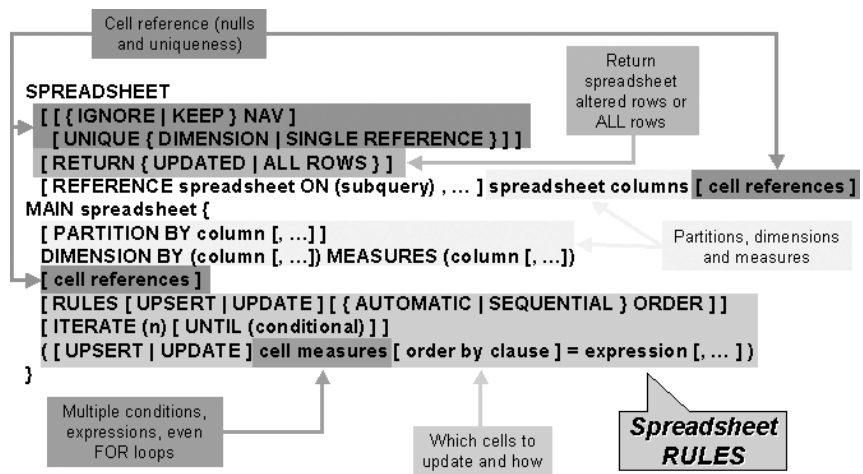 Cell reference (nulls
and uniqueness)
Return
spreadsheet
altered rows or
ALL rows
SPREADSHEET
[ [ { IGNORE | KEEP } NAV ]
[ UNIQUE { DIMENSION | SINGLE REFERENCE } ] ]
[ RETURN { UPDATED | ALL ROWS } ]
[ REFERENCE spreadsheet ON (subquery) , ... ] spreadsheet columns [ cell references ]
MAIN spreadsheet {
[ PARTITION BY column [, ...] ]
DIMENSION BY (column [, ...]) MEASURES (column [, ...])
[ cell references ]
[ RULES [ UPSERT | UPDATE ] [ { AUTOMATIC | SEQUENTIAL } ORDER ] ]
[ ITERATE (n) [ UNTIL (conditional) ] ]
( [ UPSERT | UPDATE ] cell measures [ order by clause ] = expression [, ... ] )
}
Partitions, dimensions
and measures
Multiple conditions,
expressions, even
FOR loops
Which cells to
update and how
Spreadsheet
RULES